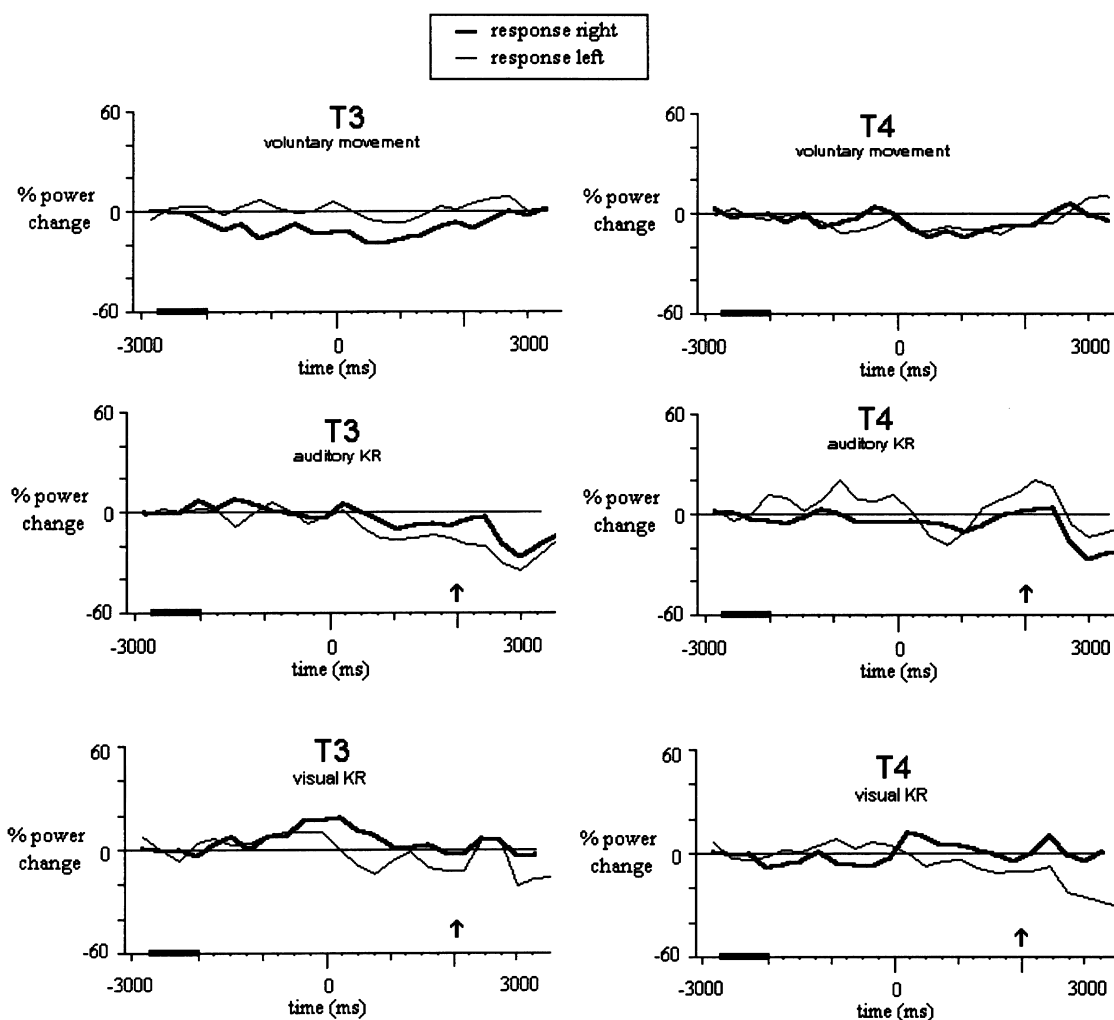 response right
response left
60
T3
voluntary movement
% power
change
0
-60
-3000
0
3000
time (ms)
60
T4
voluntary movement
% power
change
0
-60
-3000
0
3000
time (ms)
60
T3
auditory KR
% power
change
0
↑
-60
-3000
0
3000
time (ms)
60
T4
auditory KR
% power
change
0
↑
-60
-3000
0
3000
time (ms)
60
T3
visual KR
% power
change
0
↑
-60
-3000
0
3000
time (ms)
60
T4
visual KR
% power
change
0
↑
-60
-3000
0
3000
time (ms)